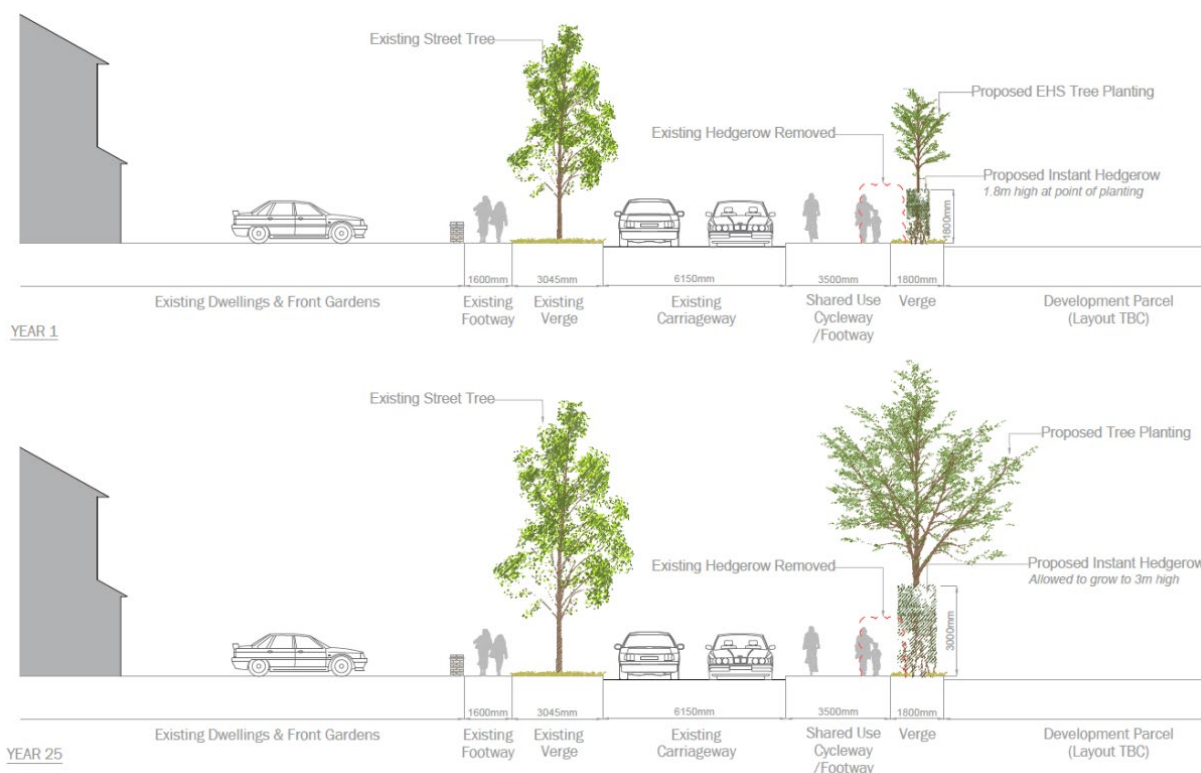 Existing Street Tree
Proposed EHS Tree Planting
Existing Hedgerow Removed
Proposed Instant Hedgerow
1.8m high at point of planting
1800mm
1600mm
3045mm
6150mm
3500mm
1800mm
Existing Dwellings & Front Gardens
Existing
Footway
Existing
Verge
Existing
Carriageway
Shared Use
Cycleway
/Footway
Verge
Development Parcel
(Layout TBC)
YEAR 1
Existing Street Tree
Proposed Tree Planting
Existing Hedgerow Removed
Proposed Instant Hedgerow
Allowed to grow to 3m high
3000mm
1600mm
3045mm
6150mm
3500mm
1800mm
Existing Dwellings & Front Gardens
Existing
Footway
Existing
Verge
Existing
Carriageway
Shared Use
Cycleway
/Footway
Verge
Development Parcel
(Layout TBC)
YEAR 25